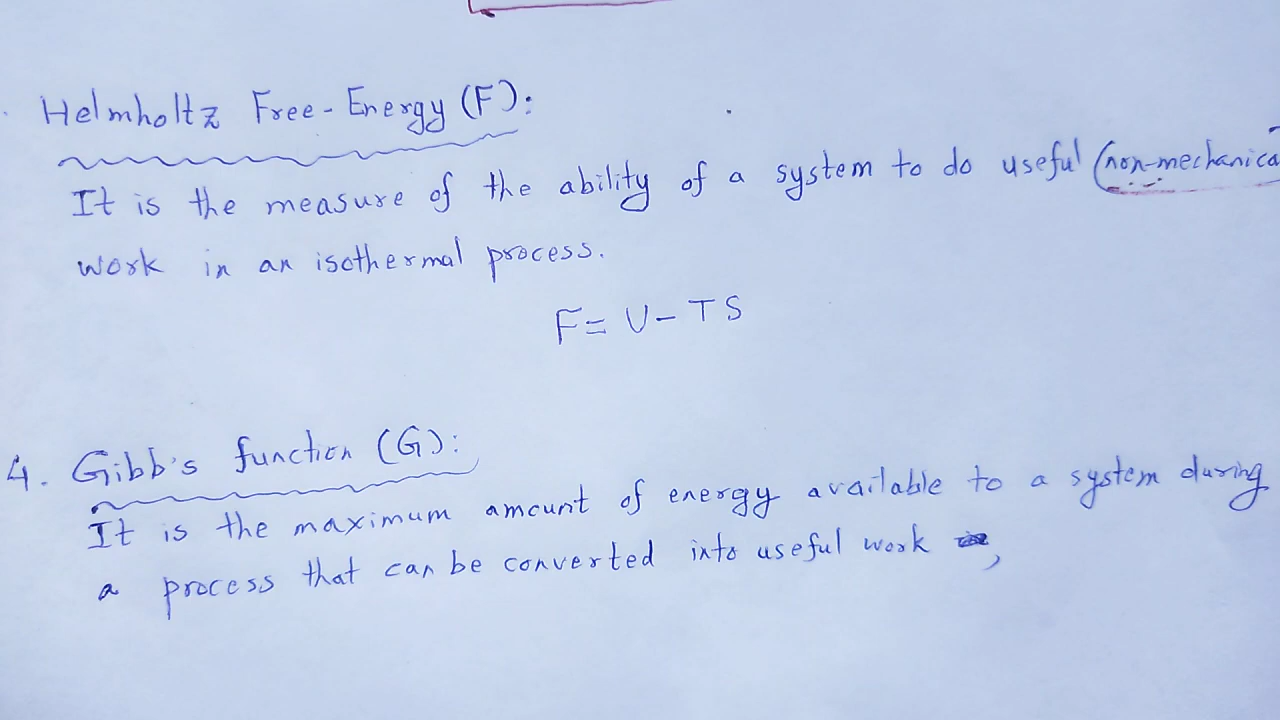 Helmholtz Free-Energy (F):
It is the measure of the ability of a system to do useful (non-mechanica
work in an isothermal process.
F = U - TS
4. Gibb's function (G):
It is the maximum amount of energy available to a system during
a process that can be converted into useful work ,